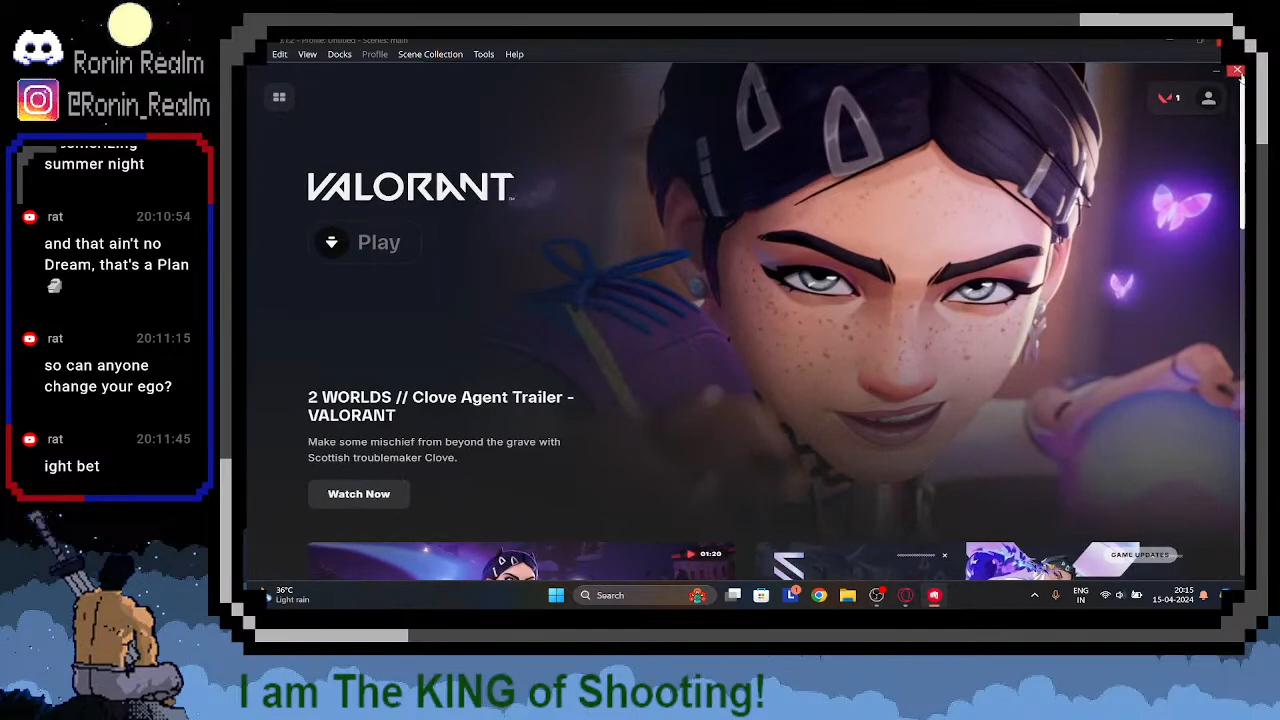 Ronin Realm
@Ronin_Realm
summer night
rat 20:10:54
and that ain't no
Dream, that's a Plan
🗿
rat 20:11:15
so can anyone
change your ego?
rat 20:11:45
ight bet
Edit View Docks Profile Scene Collection Tools Help
1
VALORANT
Play
2 WORLDS // Clove Agent Trailer -
VALORANT
Make some mischief from beyond the grave with
Scottish troublemaker Clove.
Watch Now
01:20
GAME UPDATES
36°C
Light rain
Search
ENG
IN
20:15
15-04-2024
I am The KING of Shooting!